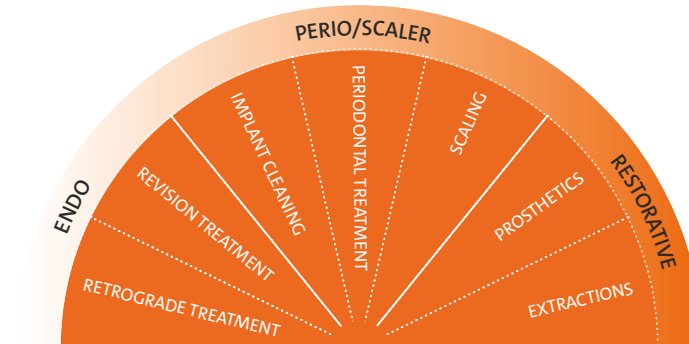 PERIO/SCALER
ENDO
RESTORATIVE
RETROGRADE TREATMENT
REVISION TREATMENT
IMPLANT CLEANING
PERIODONTAL TREATMENT
SCALING
PROSTHETICS
EXTRACTIONS